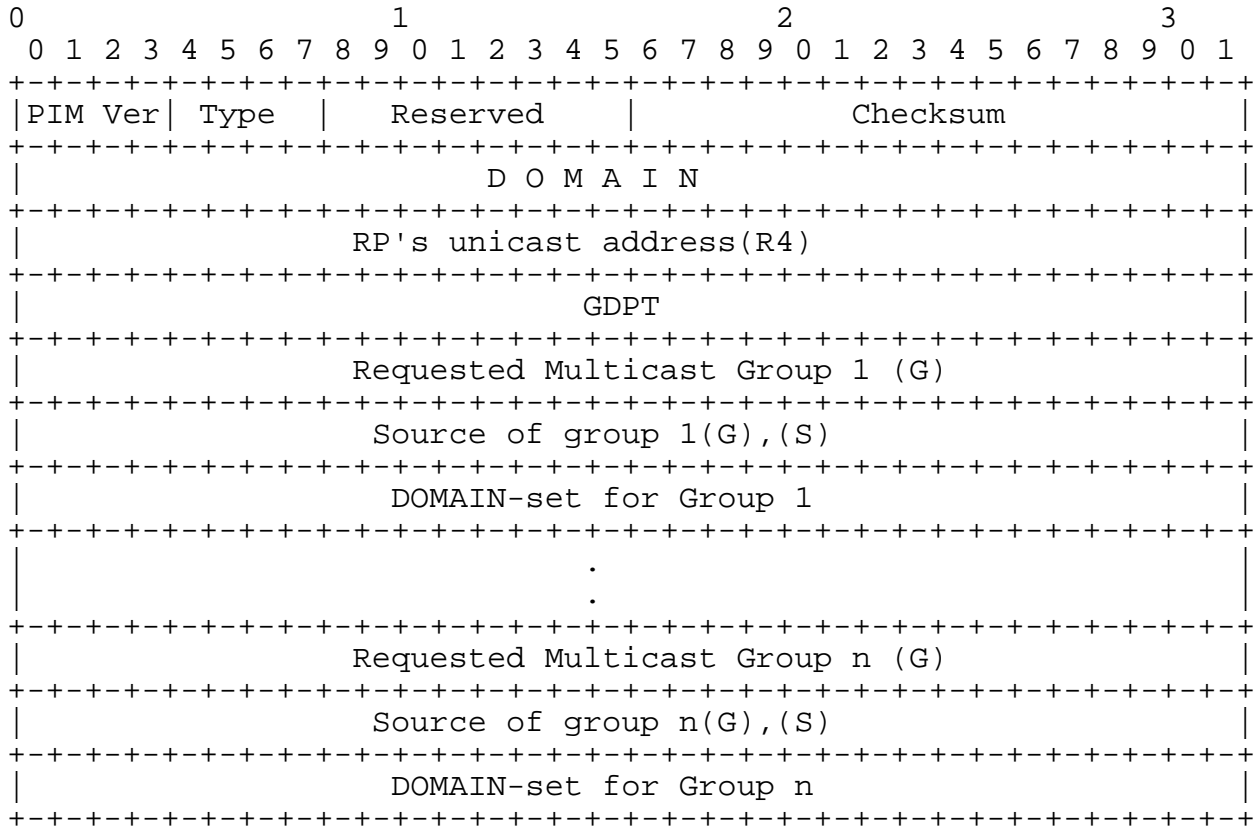 0                   1                   2                   3
 0 1 2 3 4 5 6 7 8 9 0 1 2 3 4 5 6 7 8 9 0 1 2 3 4 5 6 7 8 9 0 1
+-+-+-+-+-+-+-+-+-+-+-+-+-+-+-+-+-+-+-+-+-+-+-+-+-+-+-+-+-+-+-+-+
|PIM Ver| Type  |   Reserved    |           Checksum            |
+-+-+-+-+-+-+-+-+-+-+-+-+-+-+-+-+-+-+-+-+-+-+-+-+-+-+-+-+-+-+-+-+
|                        D O M A I N                            |
+-+-+-+-+-+-+-+-+-+-+-+-+-+-+-+-+-+-+-+-+-+-+-+-+-+-+-+-+-+-+-+-+
|                 RP's unicast address(R4)                      |
+-+-+-+-+-+-+-+-+-+-+-+-+-+-+-+-+-+-+-+-+-+-+-+-+-+-+-+-+-+-+-+-+
|                             GDPT                              |
+-+-+-+-+-+-+-+-+-+-+-+-+-+-+-+-+-+-+-+-+-+-+-+-+-+-+-+-+-+-+-+-+
|                 Requested Multicast Group 1 (G)               |
+-+-+-+-+-+-+-+-+-+-+-+-+-+-+-+-+-+-+-+-+-+-+-+-+-+-+-+-+-+-+-+-+
|                  Source of group 1(G),(S)                     |
+-+-+-+-+-+-+-+-+-+-+-+-+-+-+-+-+-+-+-+-+-+-+-+-+-+-+-+-+-+-+-+-+
|                   DOMAIN-set for Group 1                      |
+-+-+-+-+-+-+-+-+-+-+-+-+-+-+-+-+-+-+-+-+-+-+-+-+-+-+-+-+-+-+-+-+
|                             .                                 |
|                             .                                 |
+-+-+-+-+-+-+-+-+-+-+-+-+-+-+-+-+-+-+-+-+-+-+-+-+-+-+-+-+-+-+-+-+
|                 Requested Multicast Group n (G)               |
+-+-+-+-+-+-+-+-+-+-+-+-+-+-+-+-+-+-+-+-+-+-+-+-+-+-+-+-+-+-+-+-+
|                  Source of group n(G),(S)                     |
+-+-+-+-+-+-+-+-+-+-+-+-+-+-+-+-+-+-+-+-+-+-+-+-+-+-+-+-+-+-+-+-+
|                   DOMAIN-set for Group n                      |
+-+-+-+-+-+-+-+-+-+-+-+-+-+-+-+-+-+-+-+-+-+-+-+-+-+-+-+-+-+-+-+-+